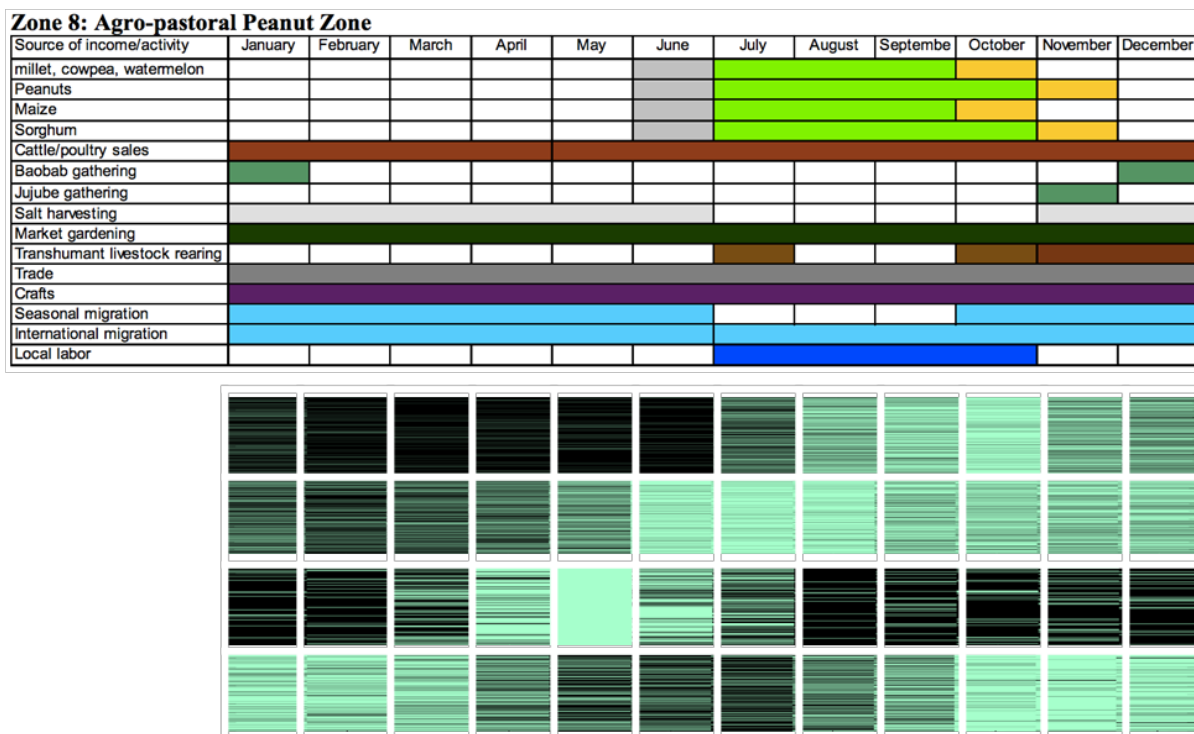 Zone 8: Agro-pastoral Peanut Zone
Source of income/activity January February March April May June July August Septembe October November December
millet, cowpea, watermelon
Peanuts
Maize
Sorghum
Cattle/poultry sales
Baobab gathering
Jujube gathering
Salt harvesting
Market gardening
Transhumant livestock rearing
Trade
Crafts
Seasonal migration
International migration
Local labor